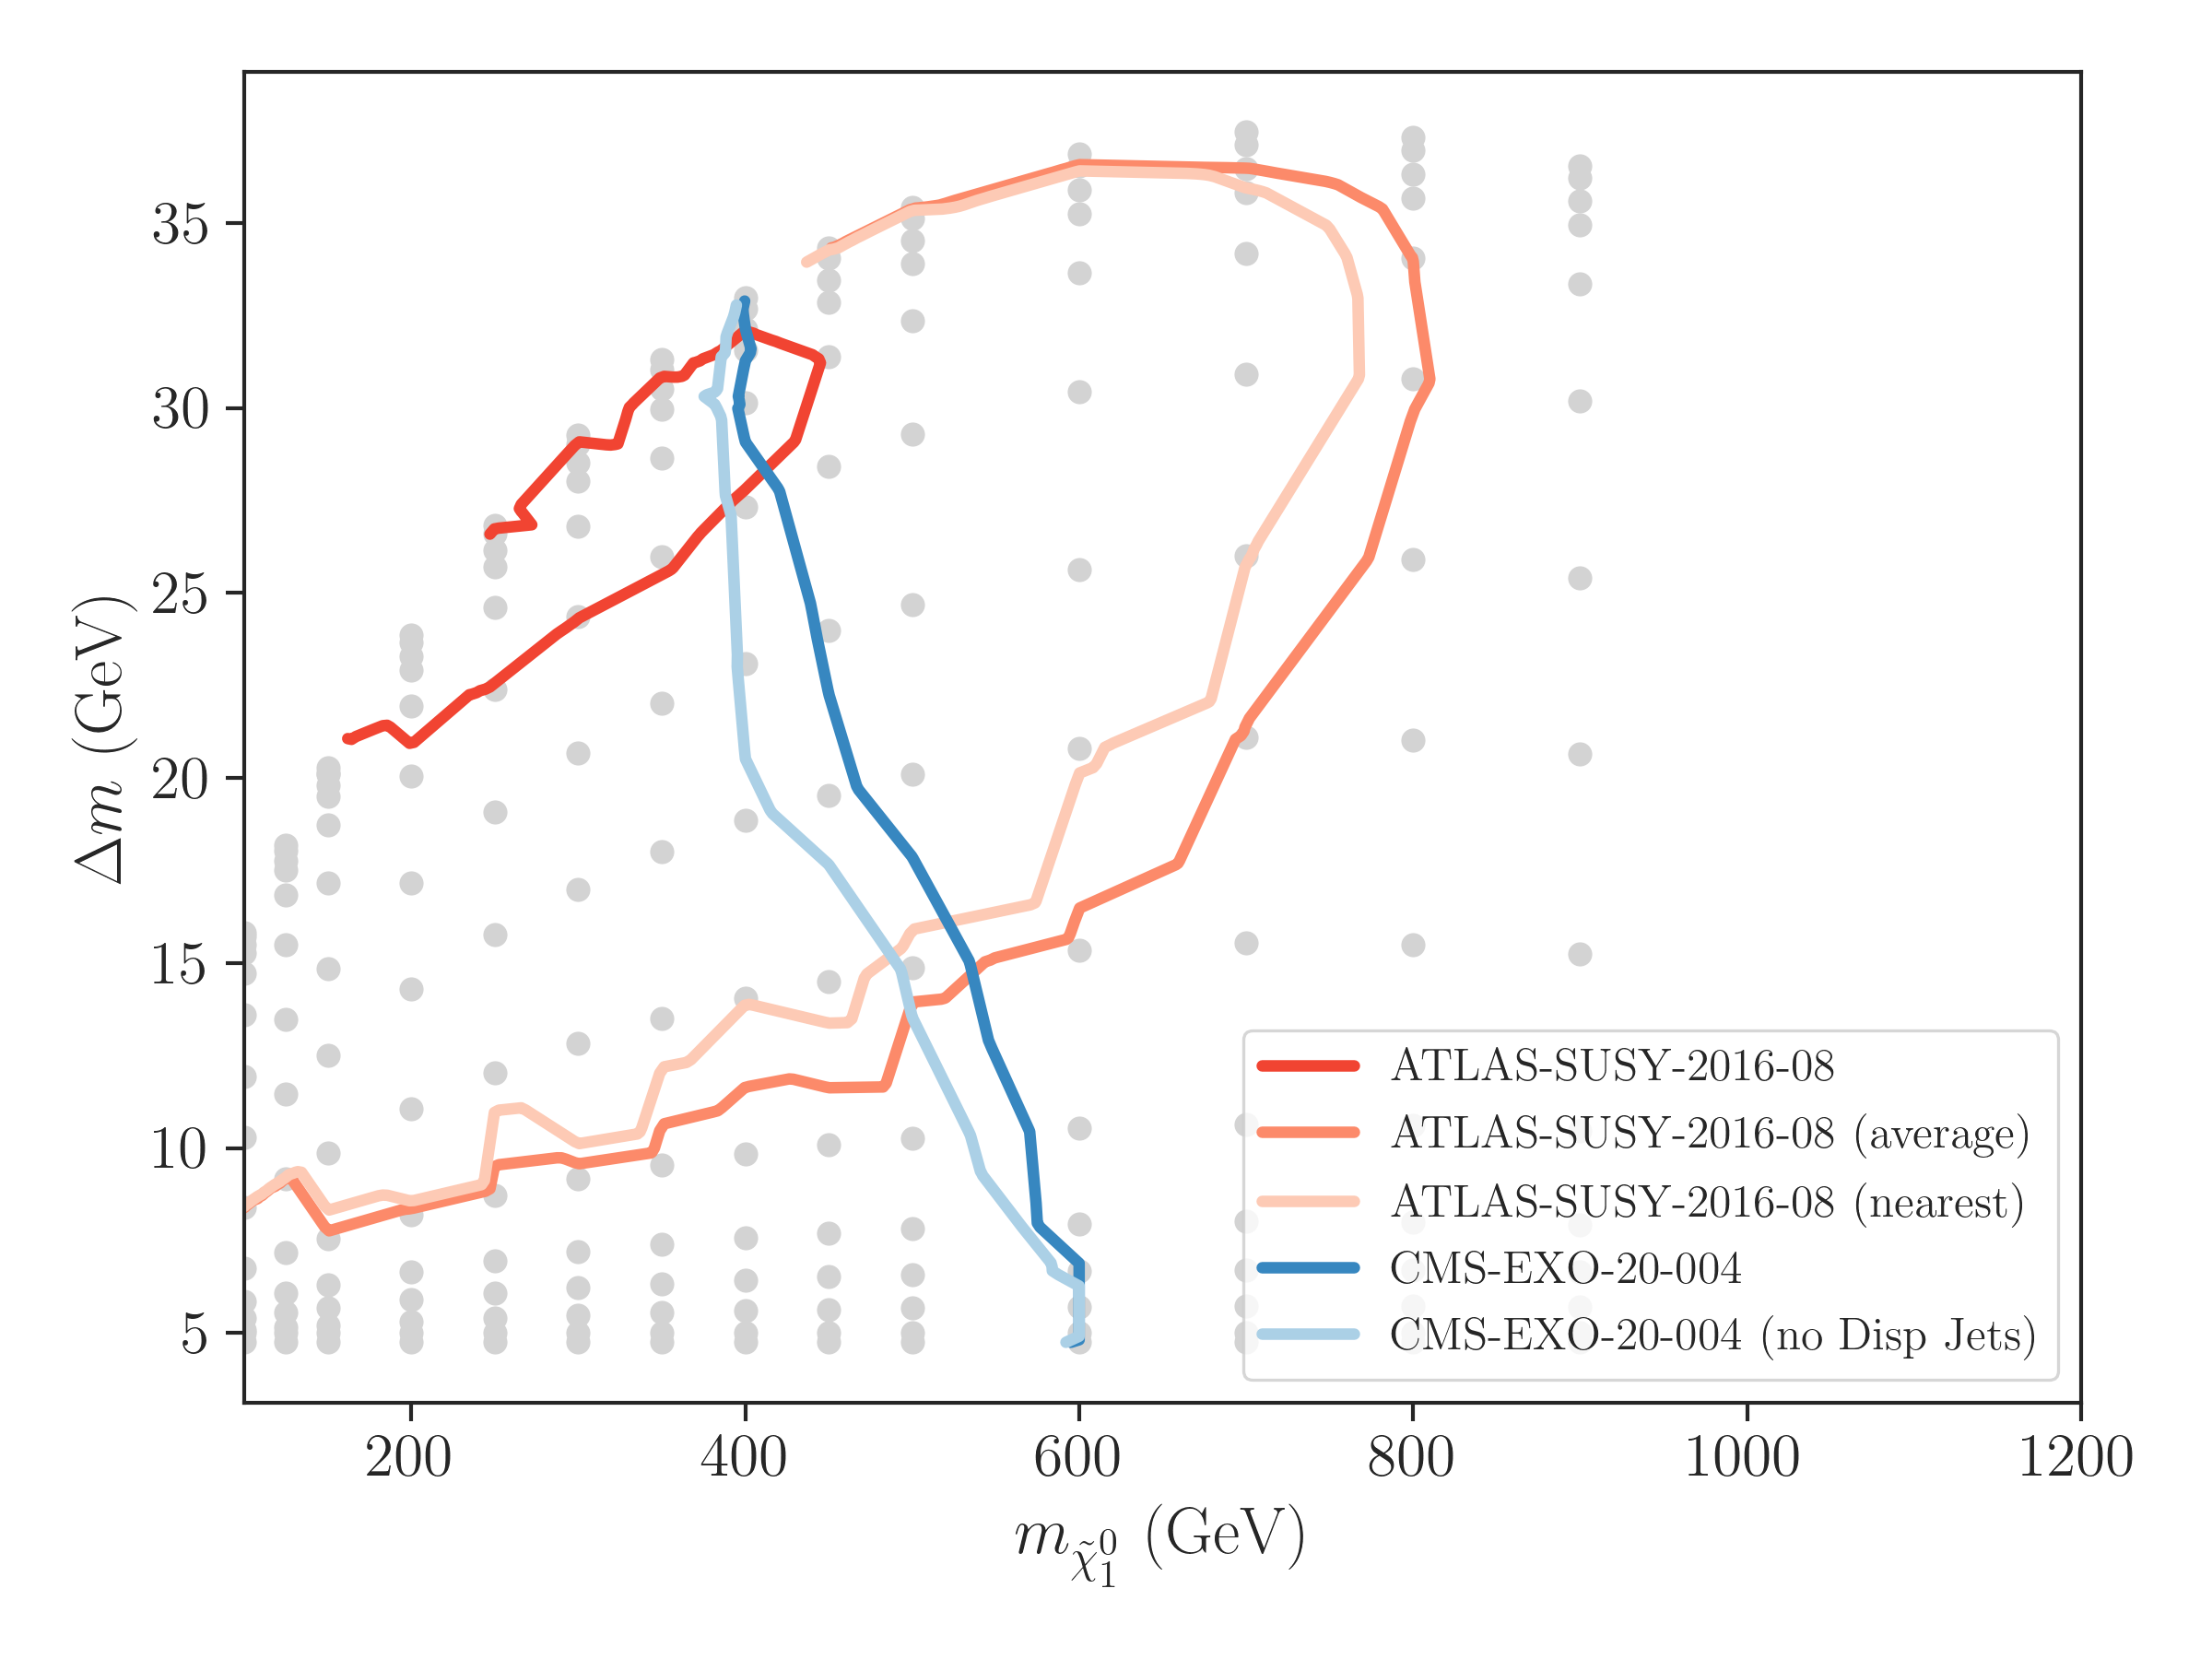 35
30
25
20
15
10
5
Δm (GeV)
200 400 600 800 1000 1200
m_{χ̃_1^0} (GeV)
ATLAS-SUSY-2016-08
ATLAS-SUSY-2016-08 (average)
ATLAS-SUSY-2016-08 (nearest)
CMS-EXO-20-004
CMS-EXO-20-004 (no Disp Jets)